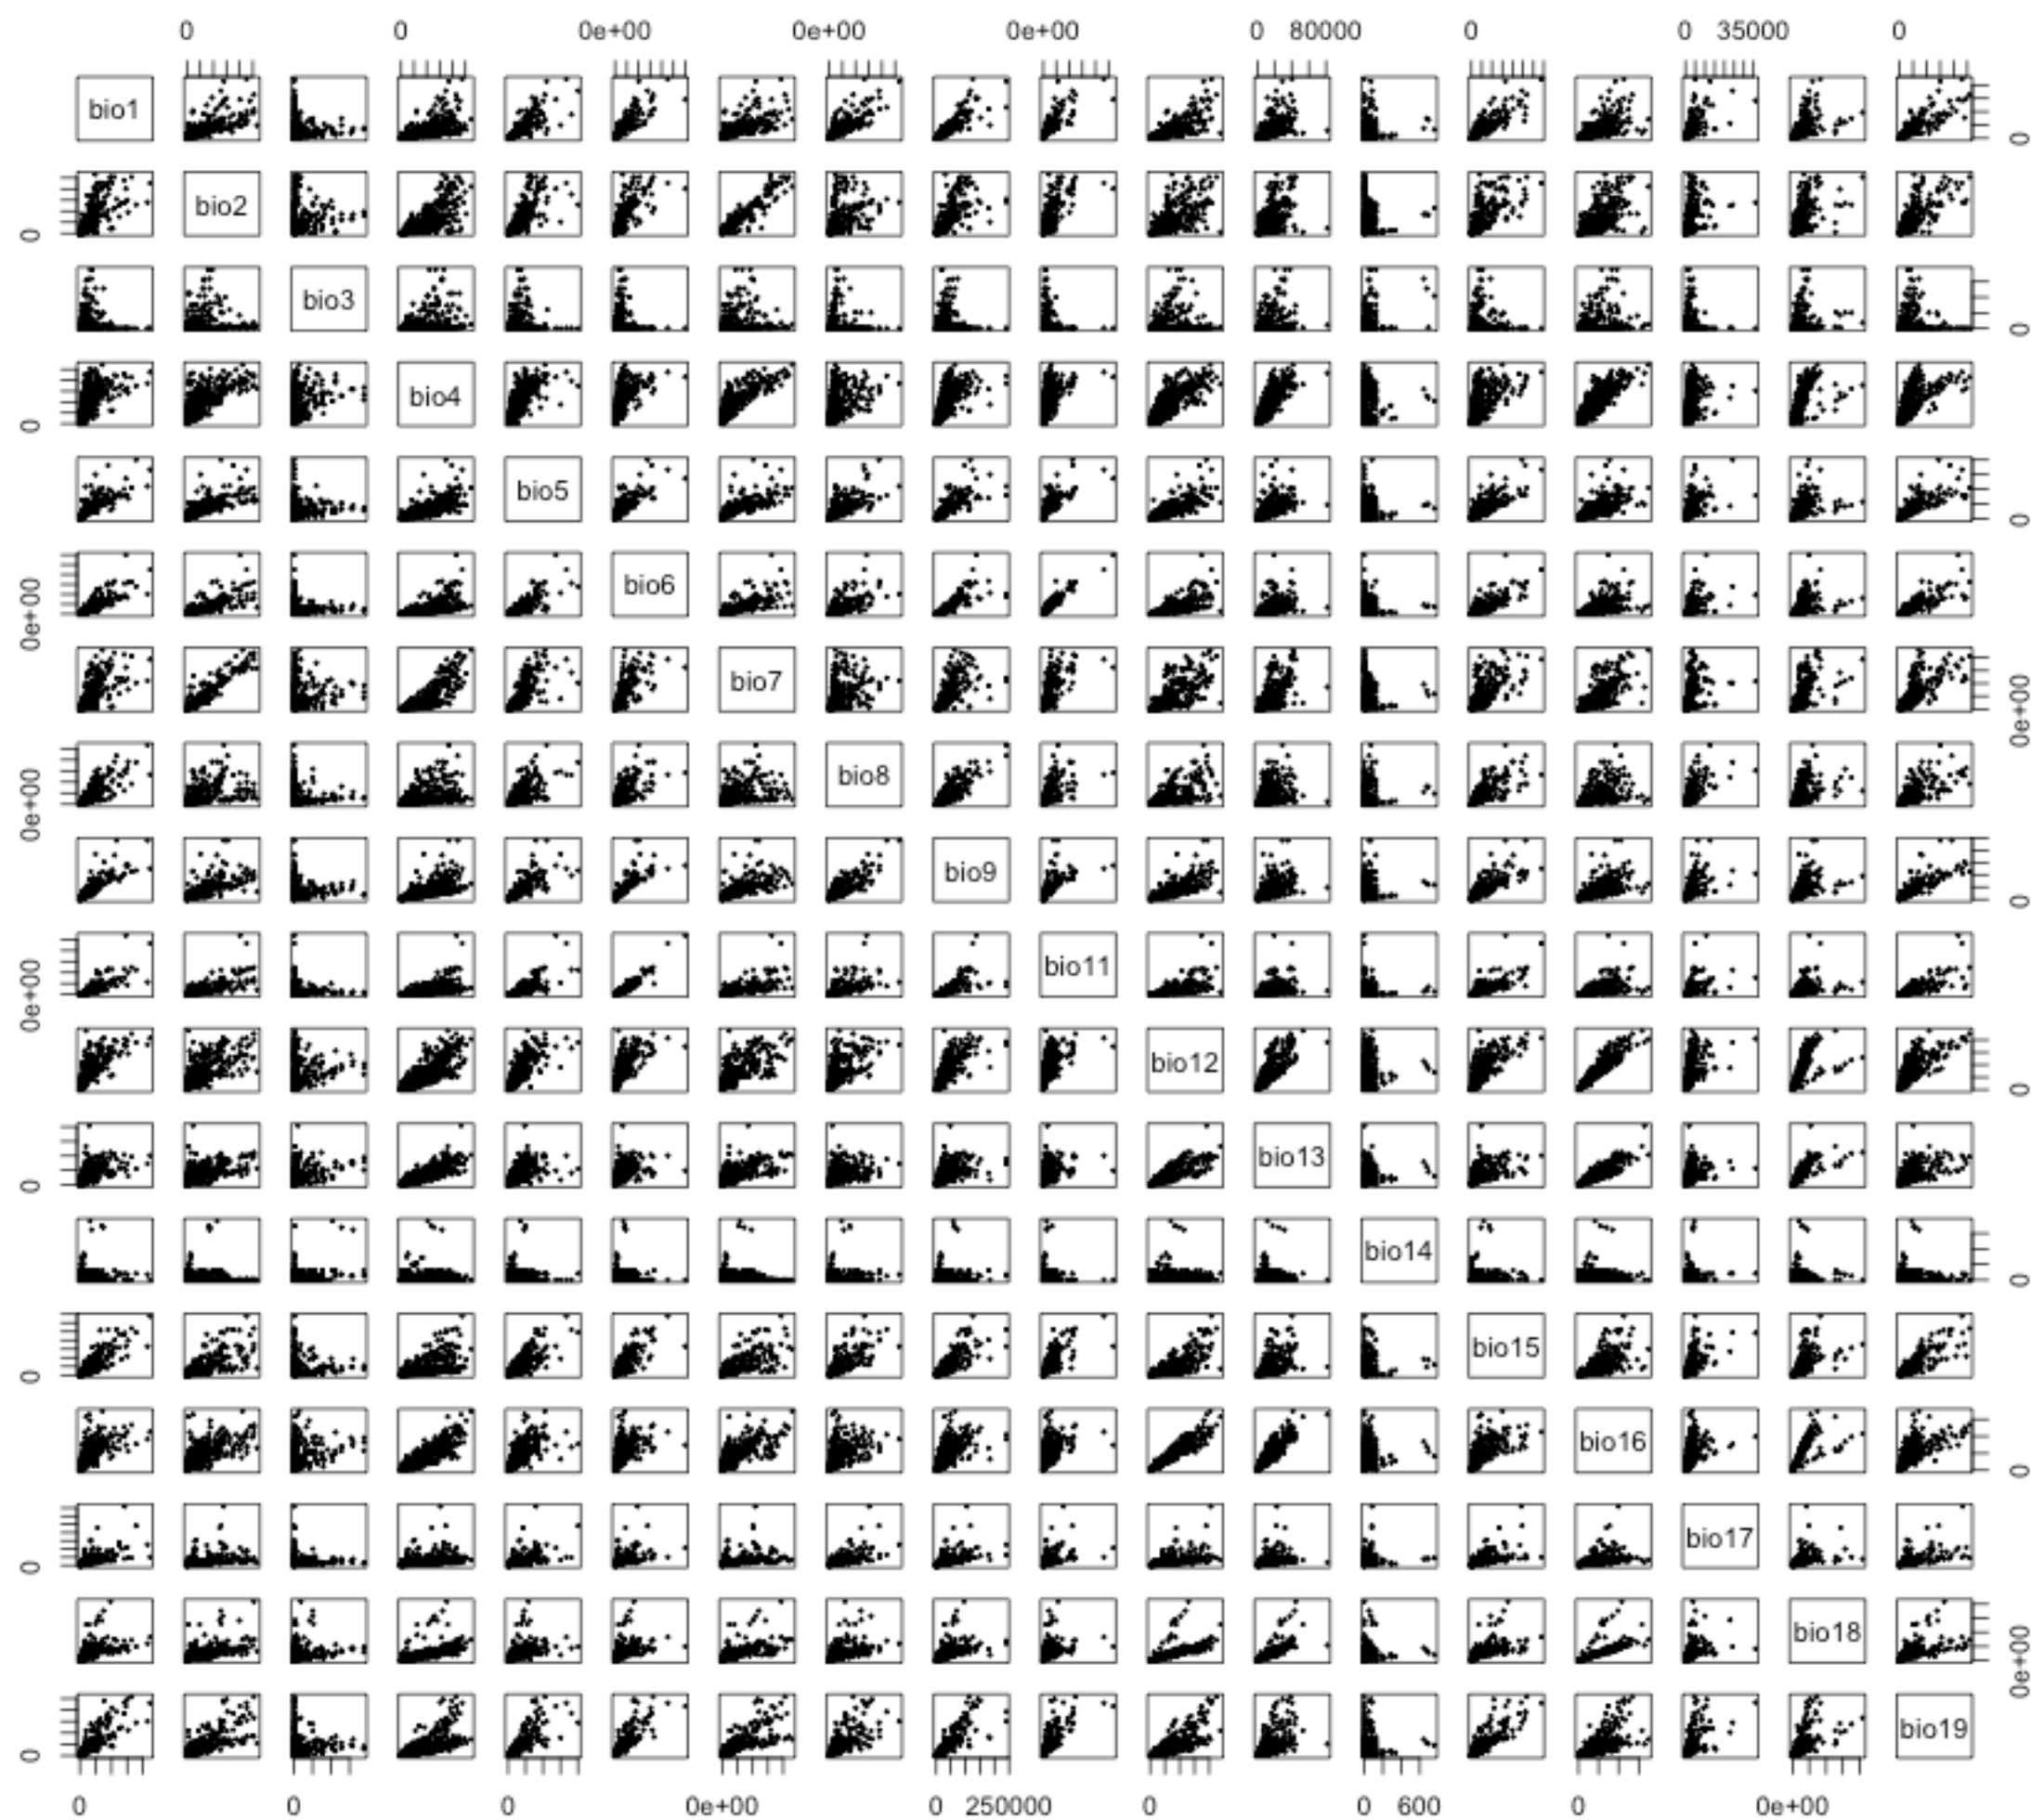 0 0 0e+00 0e+00 0e+00 0 80000 0 0 35000 0
bio1 0
0 bio2
bio3 0
0 bio4
bio5 0
0e+00 bio6
bio7 0e+00
0e+00 bio8
bio9 0
0e+00 bio11
bio12 0
0 bio13
bio14 0
0 bio15
bio16 0
0 bio17
bio18 0e+00
0 bio19
0 0 0 0e+00 0 250000 0 0 600 0 0e+00